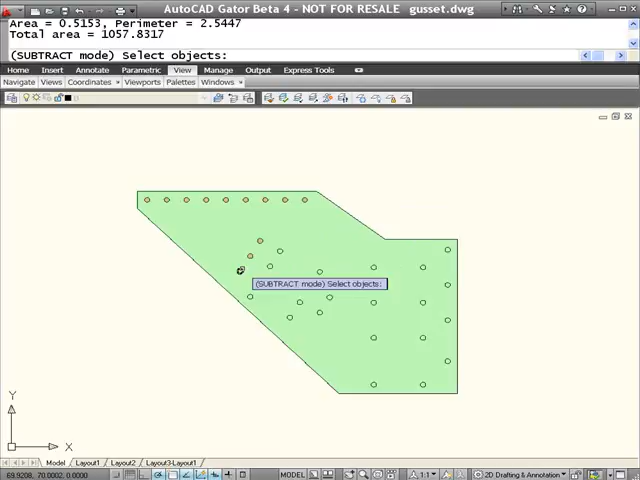 AutoCAD Gator Beta 4 - NOT FOR RESALE gusset.dwg
Area = 0.5153, Perimeter = 2.5447
Total area = 1057.8317
(SUBTRACT mode) Select objects:
Home Insert Annotate Parametric View Manage Output Express Tools
Navigate Views Coordinates Viewports Palettes Windows
0
(SUBTRACT mode) Select objects:
Y
X
Model Layout1 Layout2 Layout3-Layout1
69.9208, 70.0002, 0.0000 MODEL 1:1 2D Drafting & Annotation